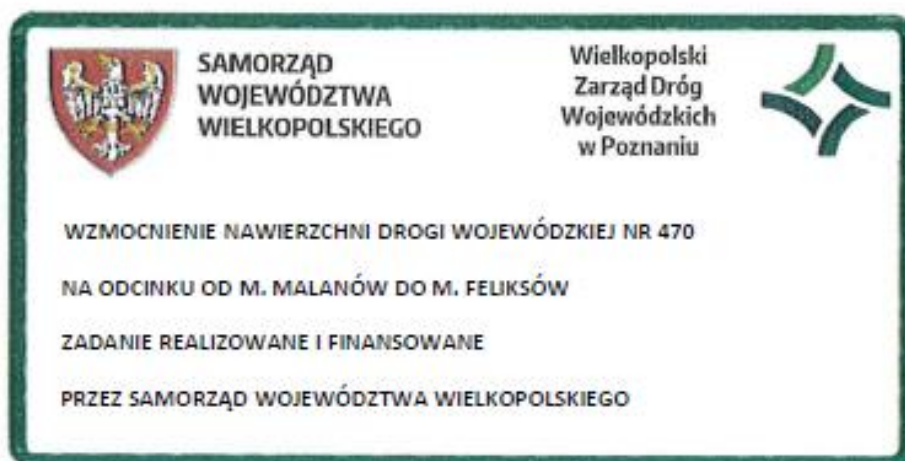 SAMORZĄD
WOJEWÓDZTWA
WIELKOPOLSKIEGO
Wielkopolski
Zarząd Dróg
Wojewódzkich
w Poznaniu
WZMOCNIENIE NAWIERZCHNI DROGI WOJEWÓDZKIEJ NR 470
NA ODCINKU OD M. MALANÓW DO M. FELIKSÓW
ZADANIE REALIZOWANE I FINANSOWANE
PRZEZ SAMORZĄD WOJEWÓDZTWA WIELKOPOLSKIEGO